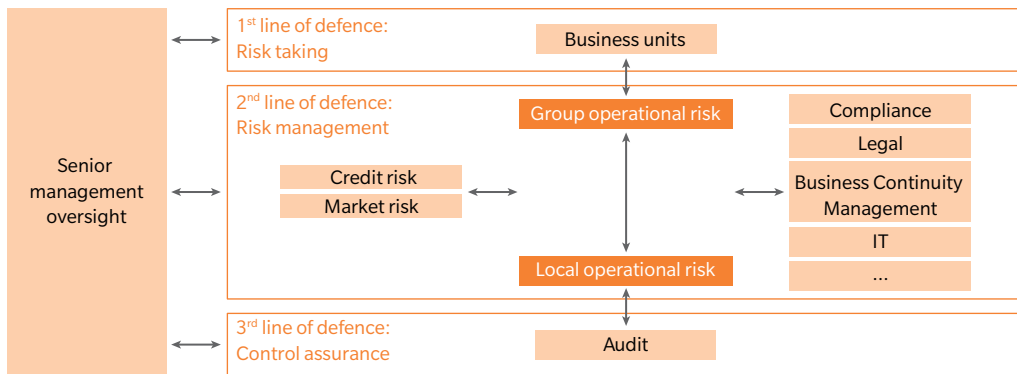 Senior
management
oversight
1st line of defence:
Risk taking
Business units
2nd line of defence:
Risk management
Group operational risk
Credit risk
Market risk
Local operational risk
Compliance
Legal
Business Continuity
Management
IT
...
3rd line of defence:
Control assurance
Audit